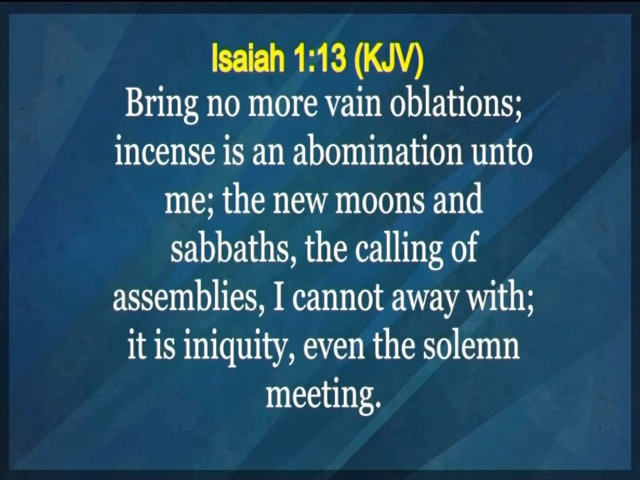 Isaiah 1:13 (KJV)
Bring no more vain oblations;
incense is an abomination unto
me; the new moons and
sabbaths, the calling of
assemblies, I cannot away with;
it is iniquity, even the solemn
meeting.